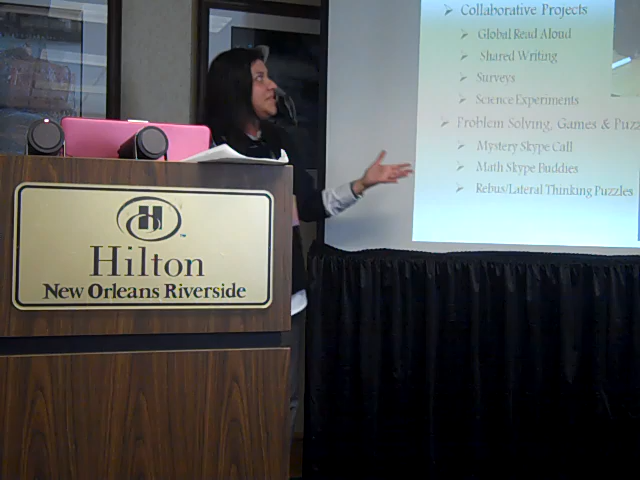 Collaborative Projects
Global Read Aloud
Shared Writing
Surveys
Science Experiments
Problem Solving, Games & Puzz
Mystery Skype Call
Math Skype Buddies
Rebus/Lateral Thinking Puzzles
H
Hilton
New Orleans Riverside